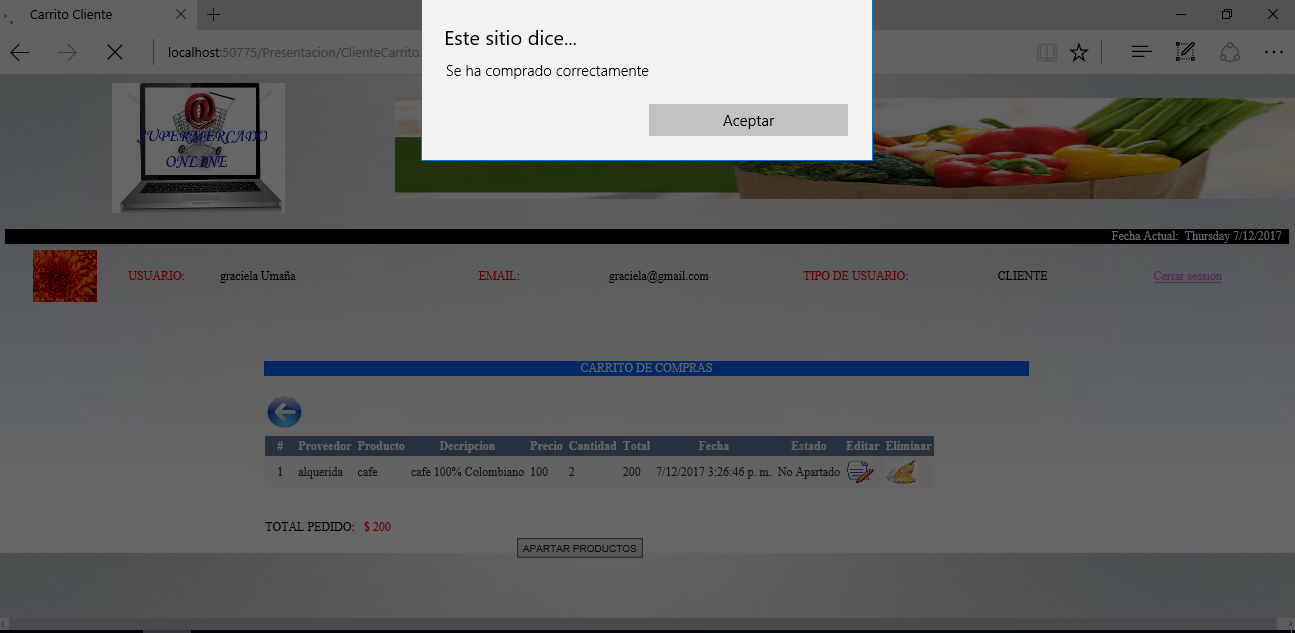 Carrito Cliente
localhost:50775/Presentacion/ClienteCarrito.
Este sitio dice...
Se ha comprado correctamente
Aceptar
@
SUPERMERCADO
ONLINE
Fecha Actual: Thursday 7/12/2017
USUARIO: graciela Umaña EMAIL: graciela@gmail.com TIPO DE USUARIO: CLIENTE Cerrar session
CARRITO DE COMPRAS
# Proveedor Producto Decripcion Precio Cantidad Total Fecha Estado Editar Eliminar
1 alquerida cafe cafe 100% Colombiano 100 2 200 7/12/2017 3:26:46 p. m. No Apartado
TOTAL PEDIDO: $ 200
APARTAR PRODUCTOS